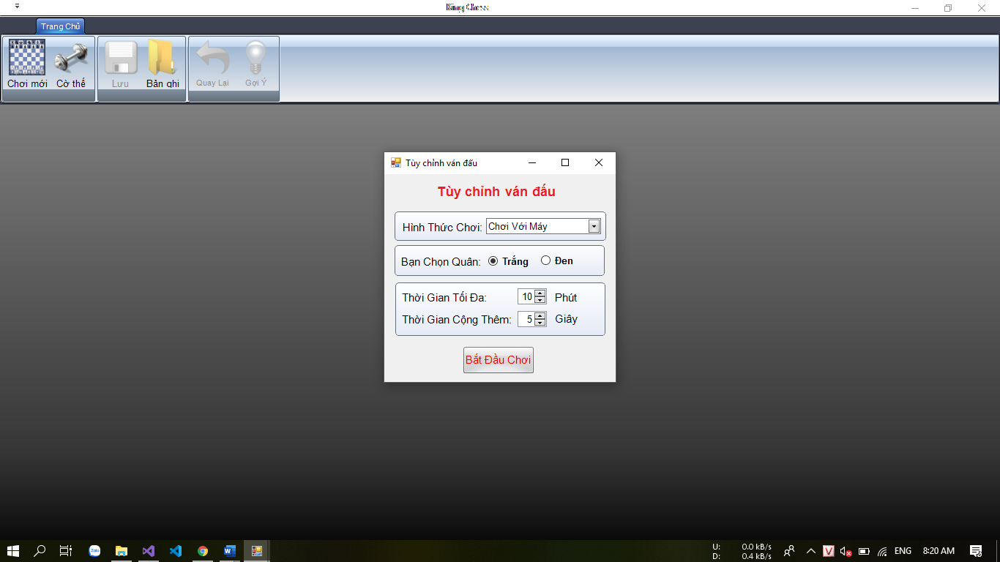 King Chess
Trang Chủ
Chơi mới
Cờ thế
Lưu
Bản ghi
Quay Lại
Gợi Ý
Tùy chỉnh ván đấu
Tùy chỉnh ván đấu
Hình Thức Chơi: Chơi Với Máy
Bạn Chọn Quân: Trắng Đen
Thời Gian Tối Đa: 10 Phút
Thời Gian Cộng Thêm: 5 Giây
Bắt Đầu Chơi
Zalo
U: 0.0 kB/s
D: 0.4 kB/s
V
ENG
8:20 AM